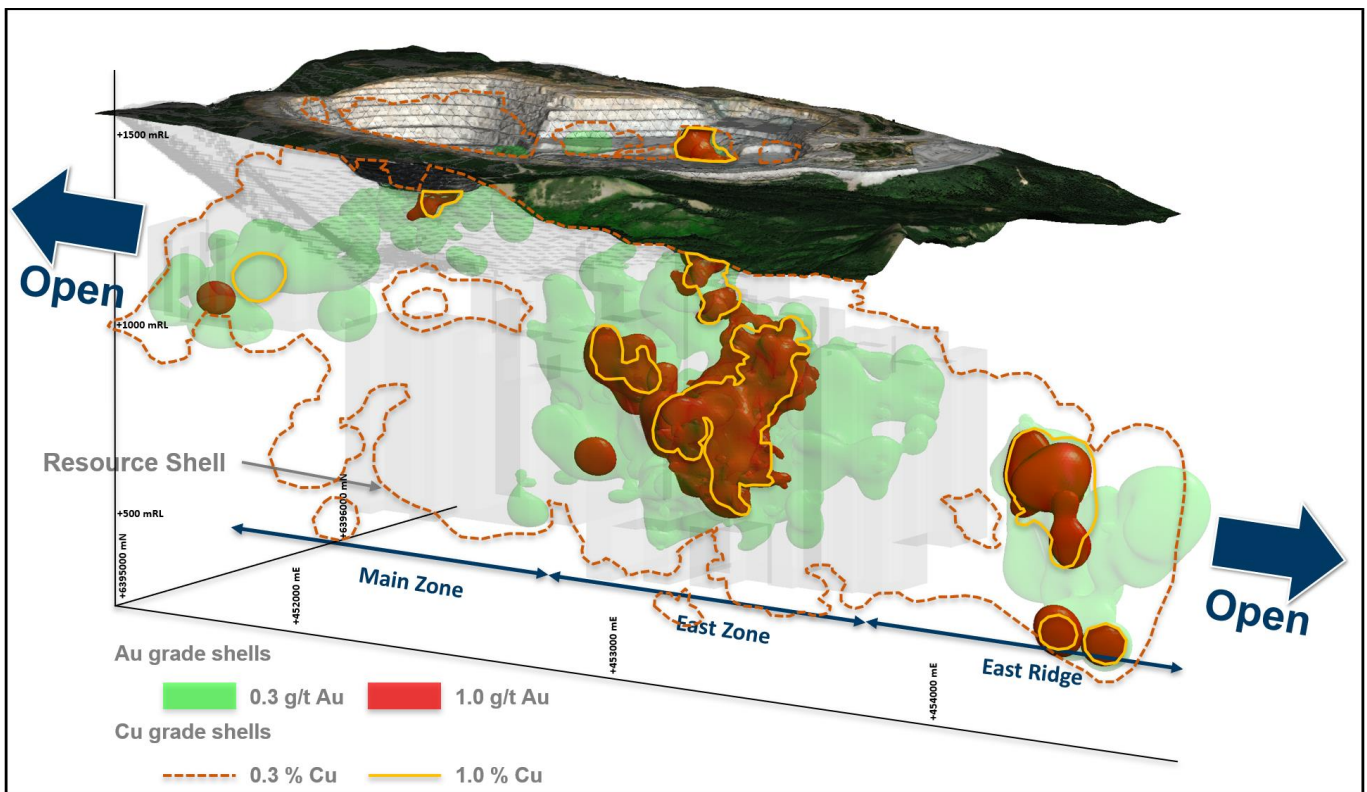 +1500 mRL
Open
+1000 mRL
Resource Shell
+500 mRL
+6396000 mN
+6395000 mN
Main Zone
+452000 mE
East Zone
+453000 mE
East Ridge
+454000 mE
Open
Au grade shells
0.3 g/t Au 1.0 g/t Au
Cu grade shells
0.3 % Cu 1.0 % Cu